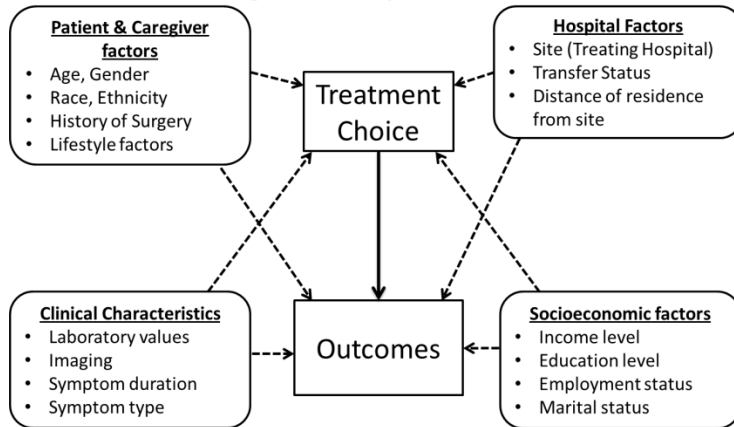 Patient & Caregiver
factors
• Age, Gender
• Race, Ethnicity
• History of Surgery
• Lifestyle factors
Hospital Factors
• Site (Treating Hospital)
• Transfer Status
• Distance of residence
from site
Treatment
Choice
Clinical Characteristics
• Laboratory values
• Imaging
• Symptom duration
• Symptom type
Outcomes
Socioeconomic factors
• Income level
• Education level
• Employment status
• Marital status